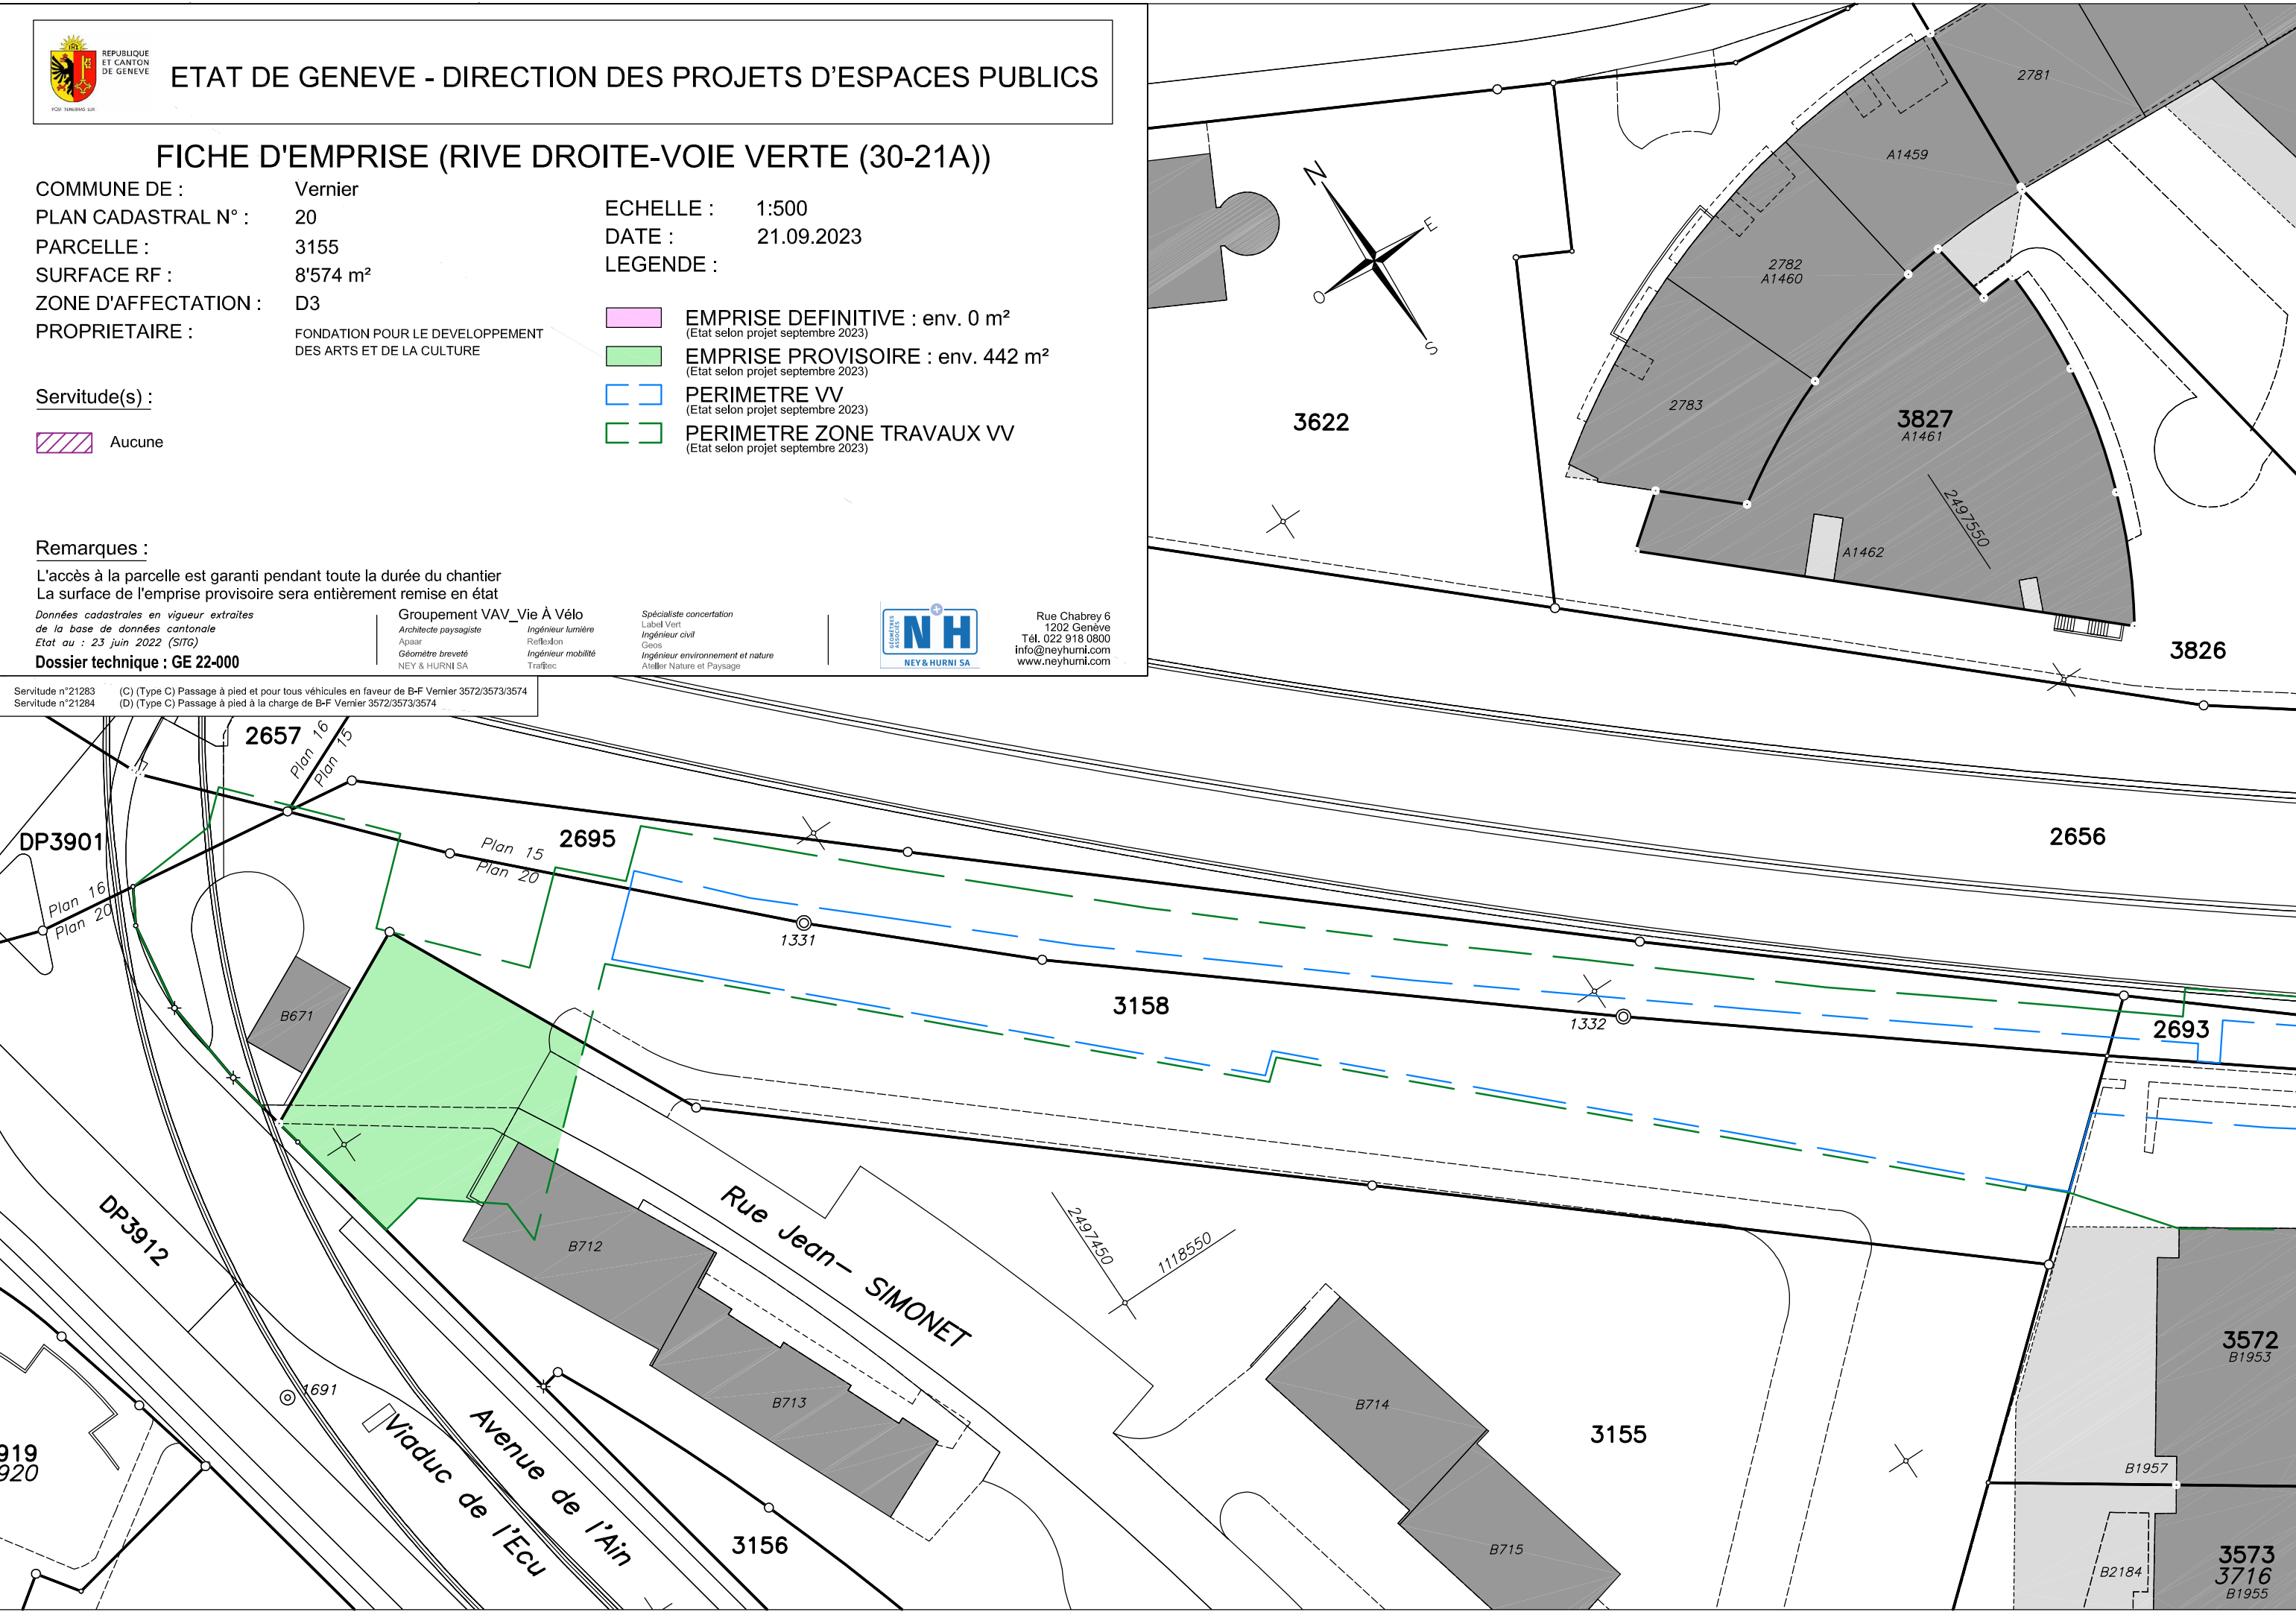 REPUBLIQUE
ET CANTON
DE GENEVE
ETAT DE GENEVE - DIRECTION DES PROJETS D'ESPACES PUBLICS
FICHE D'EMPRISE (RIVE DROITE-VOIE VERTE (30-21A))
COMMUNE DE : Vernier
PLAN CADASTRAL N° : 20
PARCELLE : 3155
SURFACE RF : 8'574 m²
ZONE D'AFFECTATION : D3
PROPRIETAIRE : FONDATION POUR LE DEVELOPPEMENT
DES ARTS ET DE LA CULTURE
Servitude(s) :
Aucune
ECHELLE : 1:500
DATE : 21.09.2023
LEGENDE :
EMPRISE DEFINITIVE : env. 0 m²
(Etat selon projet septembre 2023)
EMPRISE PROVISOIRE : env. 442 m²
(Etat selon projet septembre 2023)
PERIMETRE VV
(Etat selon projet septembre 2023)
PERIMETRE ZONE TRAVAUX VV
(Etat selon projet septembre 2023)
Remarques :
L'accès à la parcelle est garanti pendant toute la durée du chantier
La surface de l'emprise provisoire sera entièrement remise en état
Données cadastrales en vigueur extraites
de la base de données cantonale
Etat au : 23 juin 2022 (SITG)
Dossier technique : GE 22-000
Groupement VAV_Vie À Vélo
Architecte paysagiste
Apaar
Géomètre breveté
NEY & HURNI SA
Ingénieur lumière
Reflexion
Ingénieur mobilité
Trafitec
Spécialiste concertation
Label Vert
Ingénieur civil
Geos
Ingénieur environnement et nature
Atelier Nature et Paysage
GÉOMÈTRES
ASSOCIÉS
NH
NEY & HURNI SA
Rue Chabrey 6
1202 Genève
Tél. 022 918 0800
info@neyhurni.com
www.neyhurni.com
Servitude n°21283 (C) (Type C) Passage à pied et pour tous véhicules en faveur de B-F Vernier 3572/3573/3574
Servitude n°21284 (D) (Type C) Passage à pied à la charge de B-F Vernier 3572/3573/3574
N
E
O
S
2781
A1459
2782
A1460
2783
3622
3827
A1461
2497550
A1462
3826
2657
Plan 16
Plan 15
DP3901
Plan 16
Plan 20
2695
Plan 15
Plan 20
2656
1331
3158
1332
2693
B671
DP3912
B712
Rue Jean- SIMONET
2497450
1118550
3572
B1953
B713
B714
3155
1691
Viaduc de l'Ecu
Avenue de l'Ain
919
920
B1957
3156
B715
B2184
3573
3716
B1955